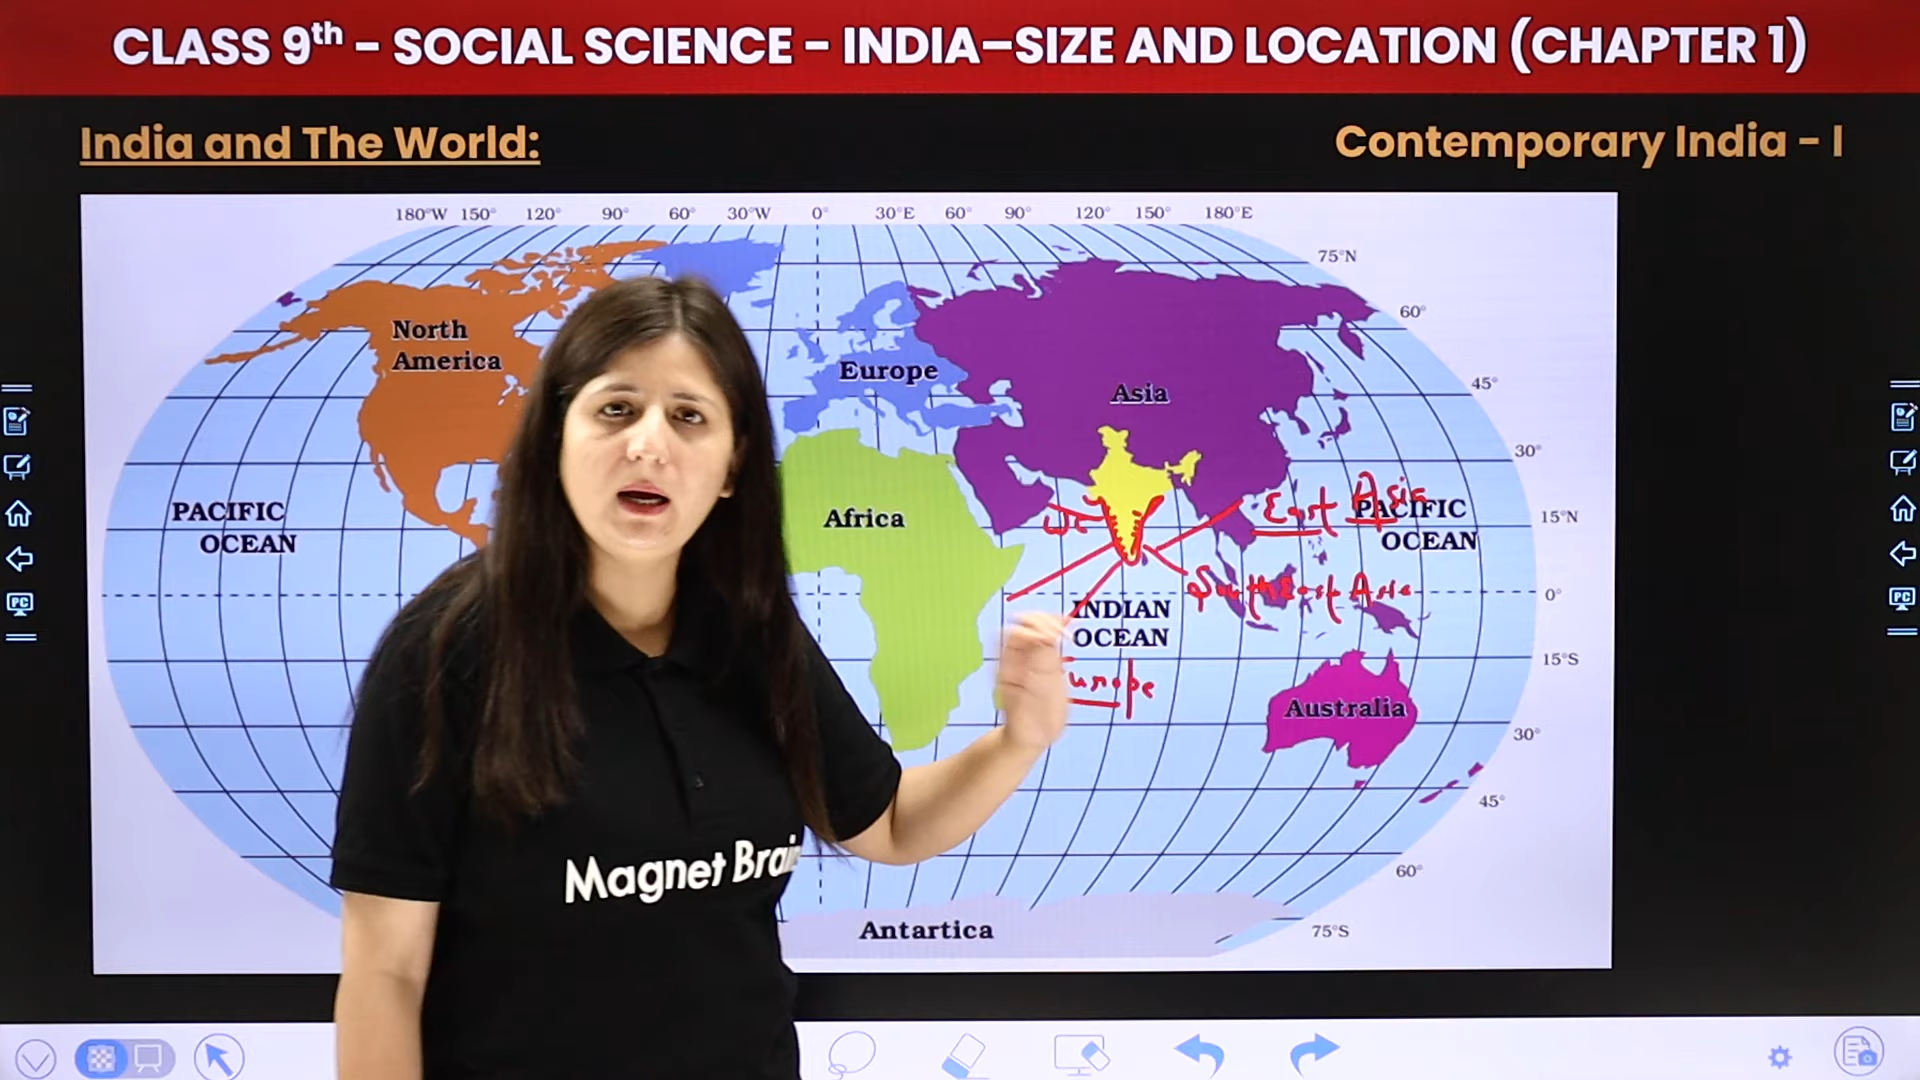 CLASS 9th - SOCIAL SCIENCE - INDIA-SIZE AND LOCATION (CHAPTER 1)
India and The World:
Contemporary India - I
180°W 150° 120° 90° 60° 30°W 0° 30°E 60° 90° 120° 150° 180°E
75°N
60°
45°
30°
15°N
0°
15°S
30°
45°
60°
75°S
North
America
Europe
Asia
PACIFIC
OCEAN
Africa
East Asia
PACIFIC
OCEAN
South East Asia
INDIAN
OCEAN
Europe
Australia
Antartica
Magnet Brai
PC
PC